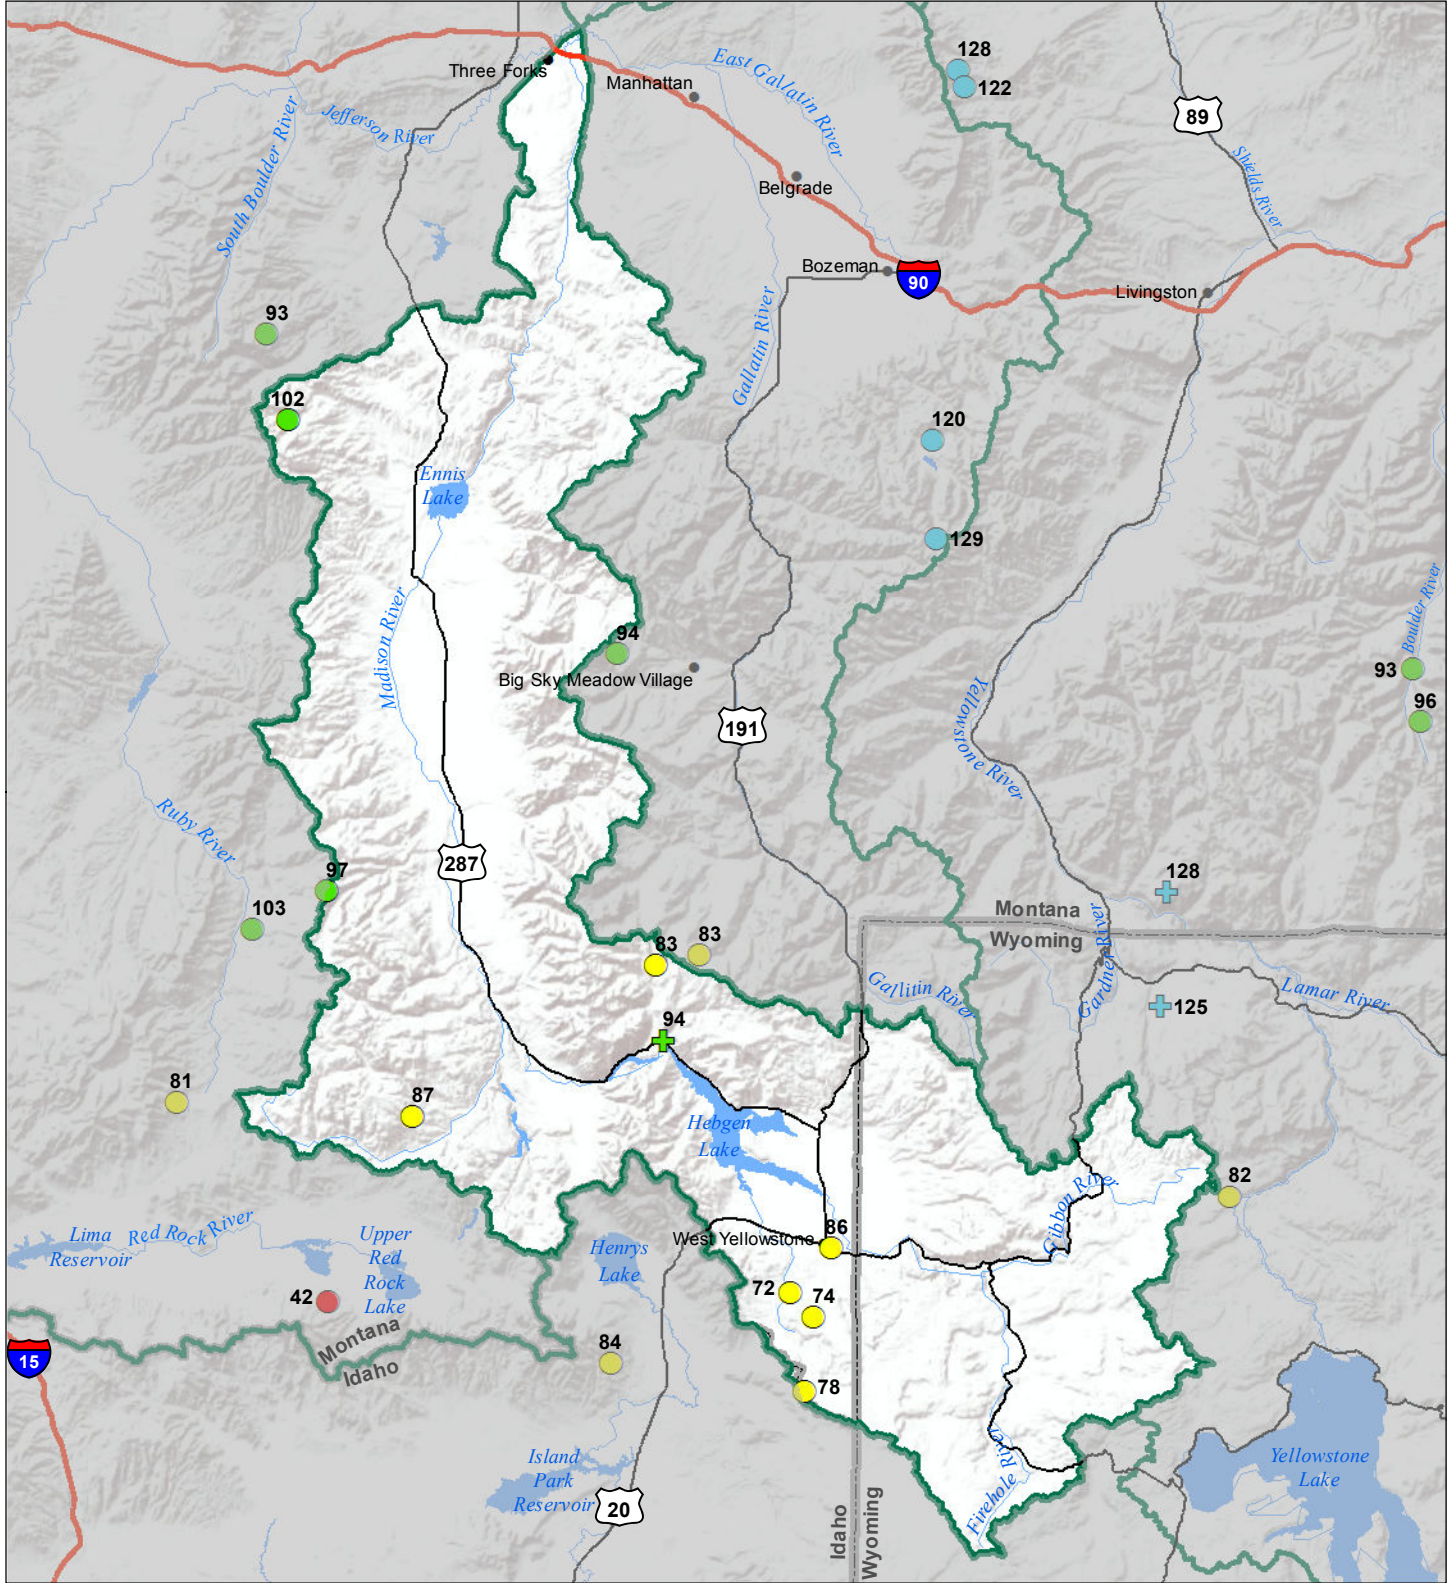 128
122
Three Forks
Manhattan
East Gallatin River
89
Jefferson River
South Boulder River
Shields River
Belgrade
Bozeman
90
Livingston
93
Gallatin River
102
120
Ennis
Lake
129
Madison River
94
Big Sky Meadow Village
Boulder River
93
96
191
Yellowstone River
Ruby River
287
97
103
128
Montana
Wyoming
83
83
Gardner River
Gallitin River
Lamar River
125
94
81
87
Hebgen
Lake
82
Gibbon River
Lima
Reservoir
Red Rock River
Upper
Red
Rock
Lake
Henrys
Lake
West Yellowstone
86
42
72
74
Montana
Idaho
15
84
78
Island
Park
Reservoir
20
Firehole River
Yellowstone
Lake
Idaho
Wyoming